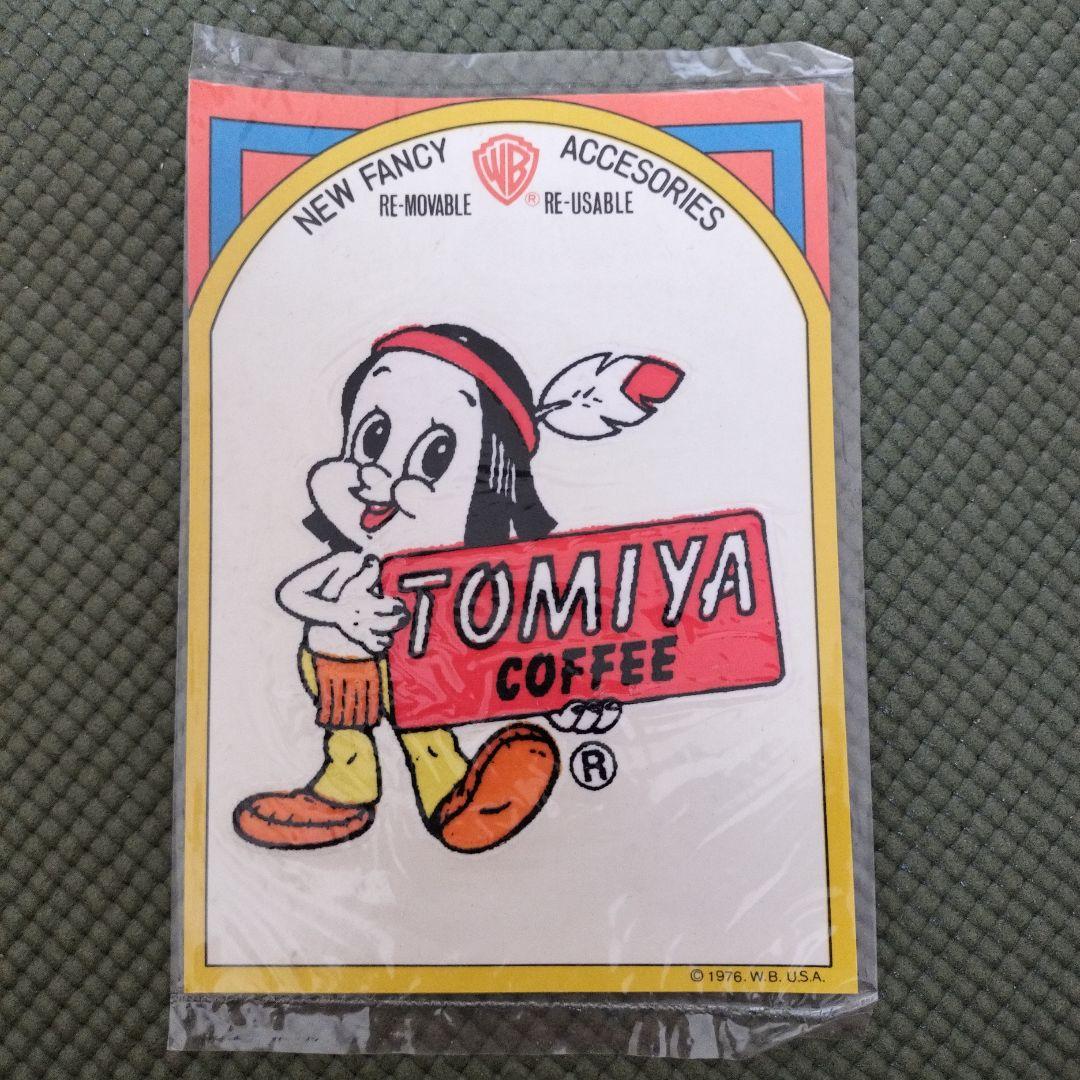 NEW FANCY WB® ACCESORIES
RE-MOVABLE RE-USABLE
TOMIYA
COFFEE
®
© 1976. W.B. U.S.A.